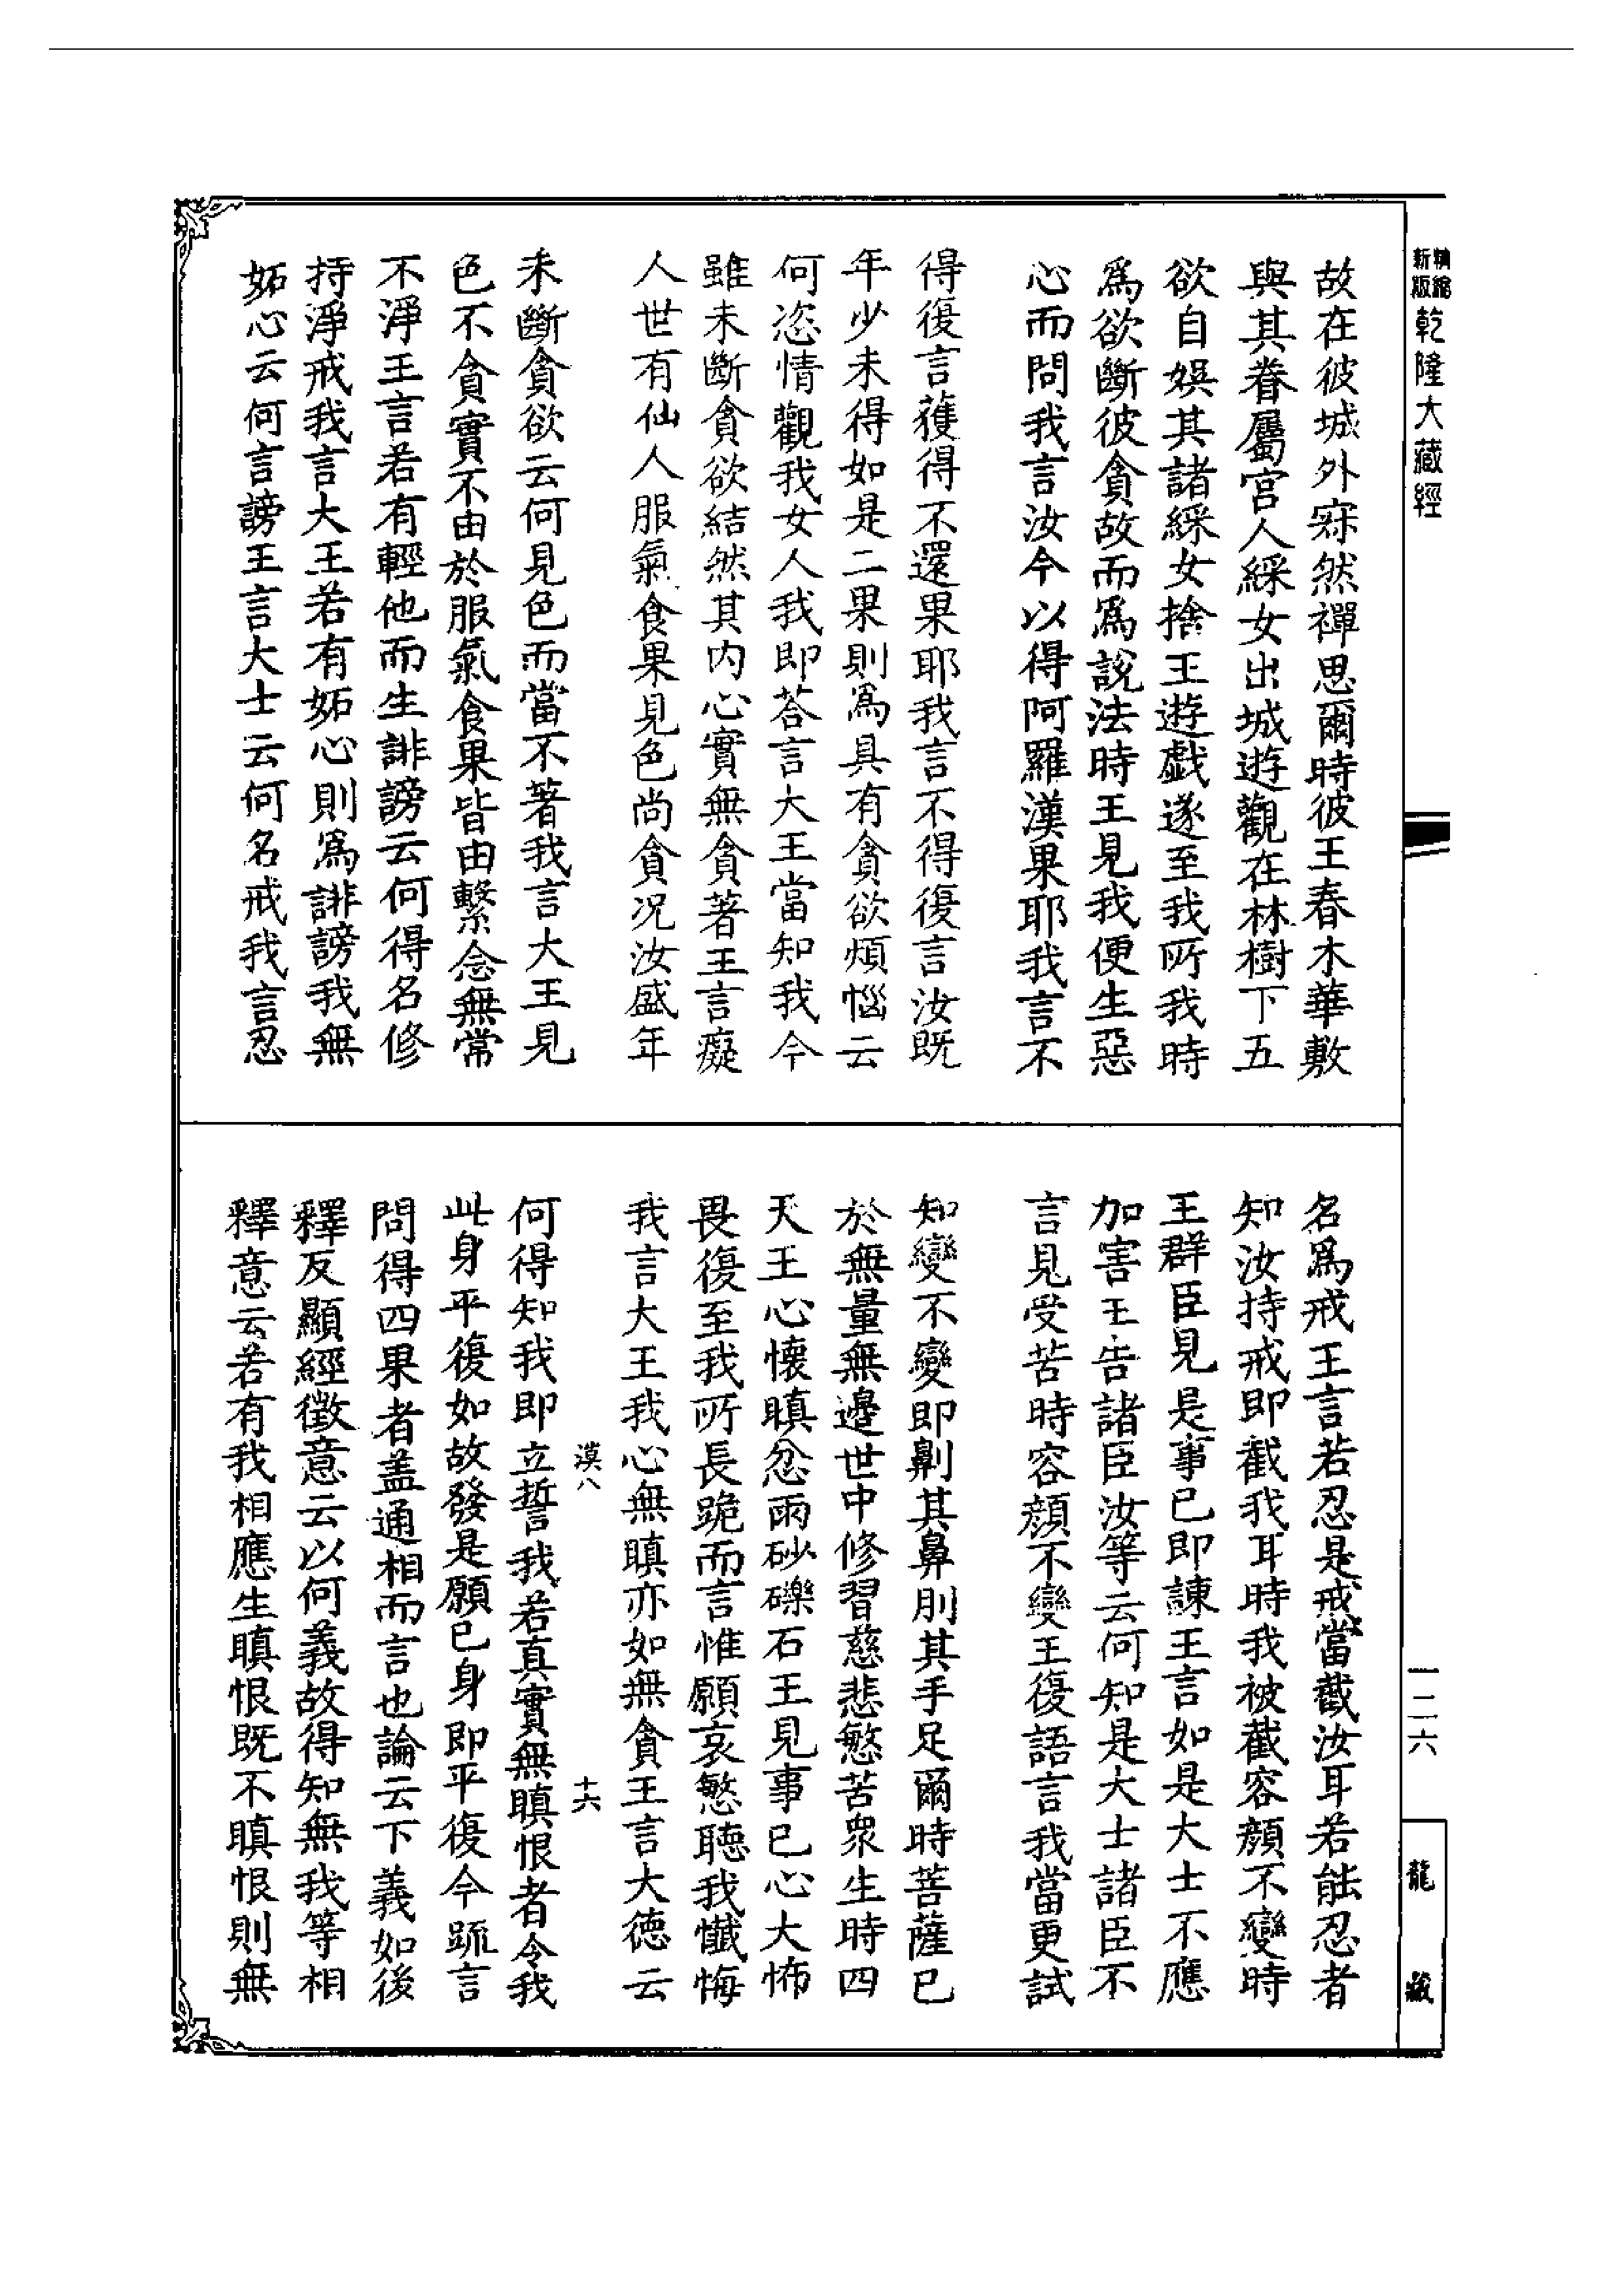 精縮新版乾隆大藏經
故在彼城外寂然禪思爾時彼王春木華敷
與其眷屬宮人綵女出城遊觀在林樹下五
欲自娛其諸綵女捨王遊戲遂至我所我時
為欲斷彼貪故而為說法時王見我便生惡
心而問我言汝今以得阿羅漢果耶我言不
得復言獲得不還果耶我言不得復言汝既
年少未得如是二果則為具有貪欲煩惱云
何恣情觀我女人我即荅言大王當知我今
雖未斷貪欲結然其內心實無貪著王言癡
人世有仙人服氣食果見色尚貪況汝盛年
未斷貪欲云何見色而當不著我言大王見
色不貪實不由於服氣食果皆由繫念無常
不淨王言若有輕他而生誹謗云何得名修
持淨戒我言大王若有妬心則為誹謗我無
妬心云何言謗王言大士云何名戒我言忍
名為戒王言若忍是戒當截汝耳若能忍者
知汝持戒即截我耳時我被截容顏不變時
王群臣見是事已即諫王言如是大士不應
加害王告諸臣汝等云何知是大士諸臣不
言見受苦時容顏不變王復語言我當更試
知變不變即劓其鼻刖其手足爾時菩薩已
於無量無邊世中修習慈悲愍苦眾生時四
天王心懷瞋忿雨砂礫石王見事已心大怖
畏復至我所長跪而言惟願哀愍聽我懺悔
我言大王我心無瞋亦如無貪王言大德云
漠八 十六
何得知我即立誓我若真實無瞋恨者令我
此身平復如故發是願已身即平復今疏言
問得四果者盖通相而言也論云下義如後
釋反顯經徵意云以何義故得知無我等相
釋意云若有我相應生瞋恨既不瞋恨則無
一二六
龍藏